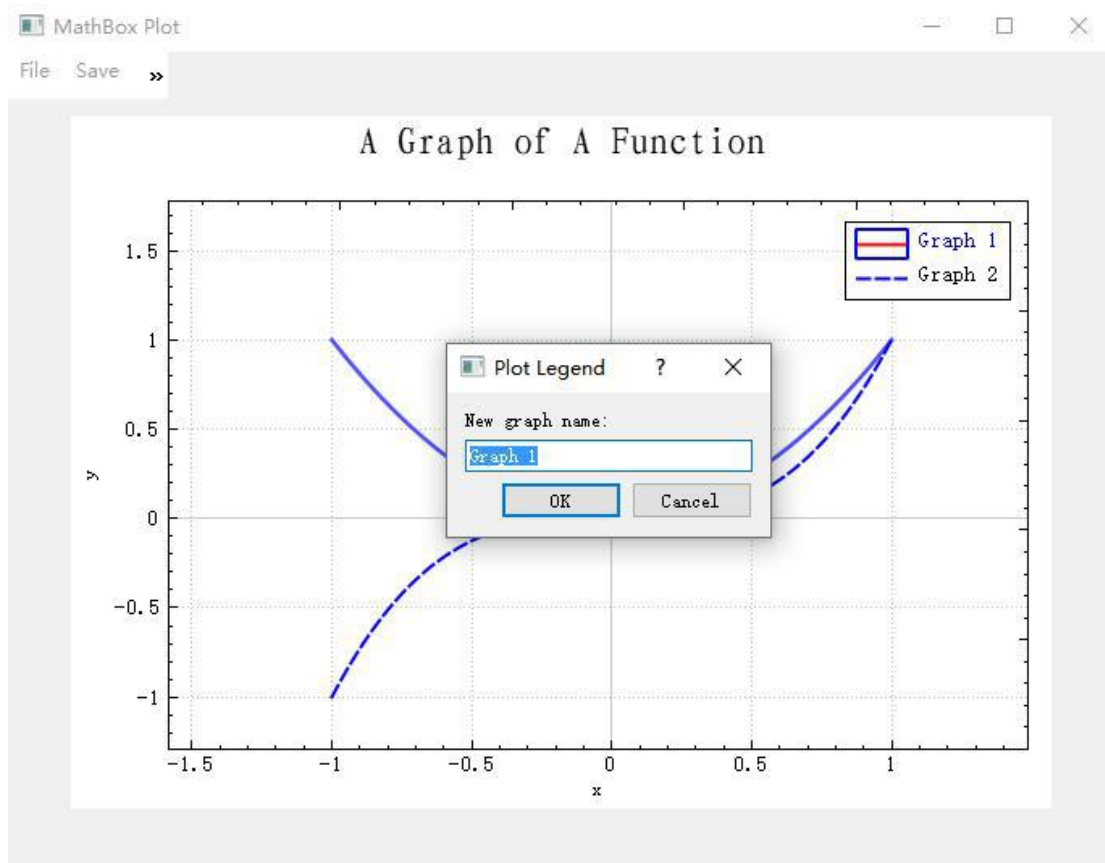 MathBox Plot
File Save »
A Graph of A Function
Graph 1
Graph 2
1.5
1
0.5
0
-0.5
-1
y
Plot Legend ?
New graph name:
Graph 1
OK Cancel
-1.5 -1 -0.5 0 0.5 1
x